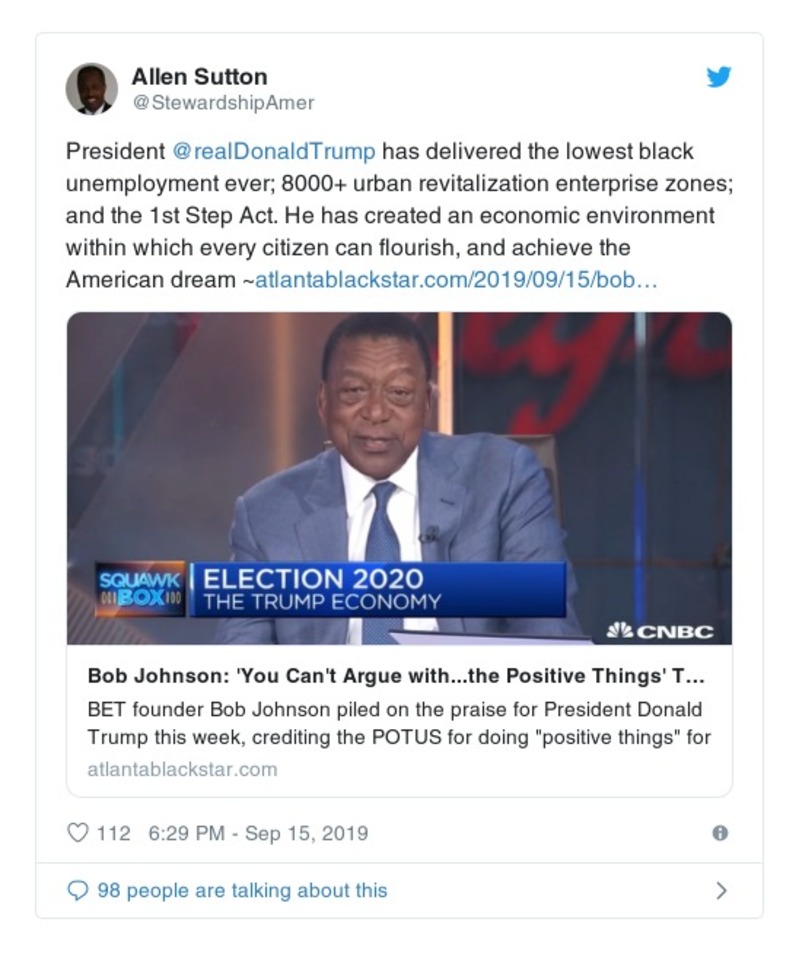 Allen Sutton
@StewardshipAmer
President @realDonaldTrump has delivered the lowest black
unemployment ever; 8000+ urban revitalization enterprise zones;
and the 1st Step Act. He has created an economic environment
within which every citizen can flourish, and achieve the
American dream ~atlantablackstar.com/2019/09/15/bob…
SQUAWK
BOX
ELECTION 2020
THE TRUMP ECONOMY
CNBC
Bob Johnson: 'You Can't Argue with...the Positive Things' T…
BET founder Bob Johnson piled on the praise for President Donald
Trump this week, crediting the POTUS for doing "positive things" for
atlantablackstar.com
112 6:29 PM - Sep 15, 2019
98 people are talking about this